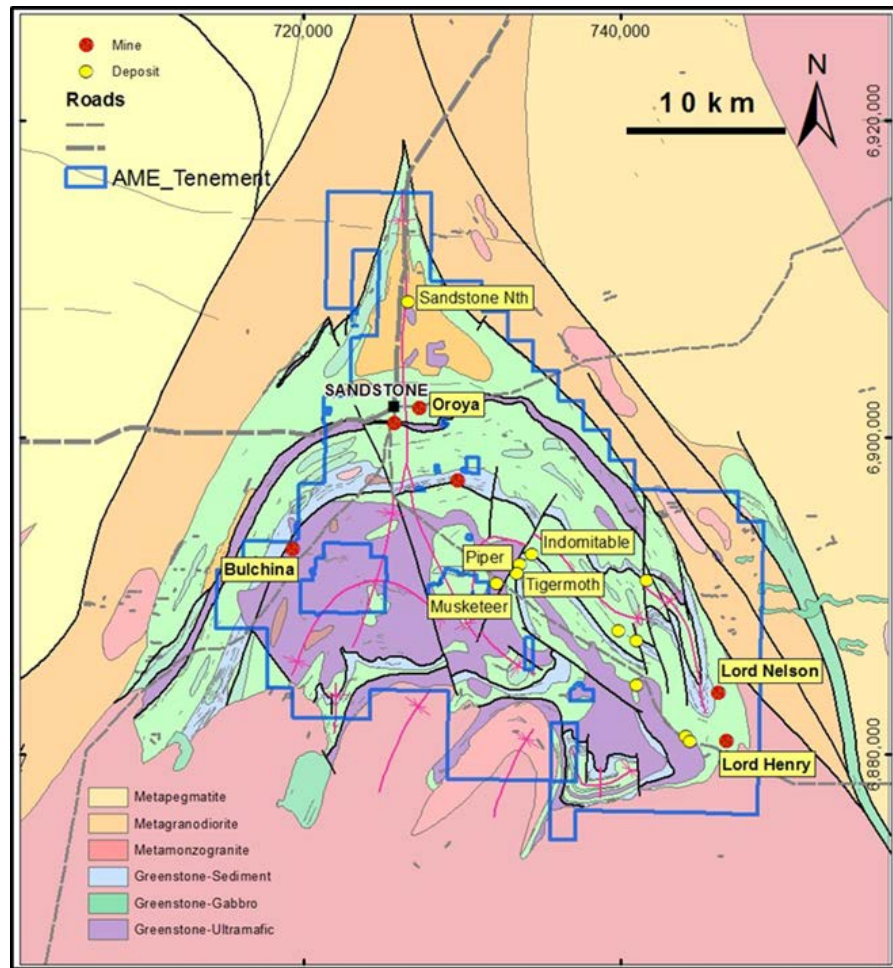 720,000
740,000
Mine
Deposit
Roads
AME_Tenement
10 km
N
6,920,000
Sandstone Nth
SANDSTONE
Oroya
6,900,000
Indomitable
Piper
Bulchina
Tigermoth
Musketeer
Lord Nelson
Lord Henry
6,880,000
Metapegmatite
Metagranodiorite
Metamonzogranite
Greenstone-Sediment
Greenstone-Gabbro
Greenstone-Ultramafic